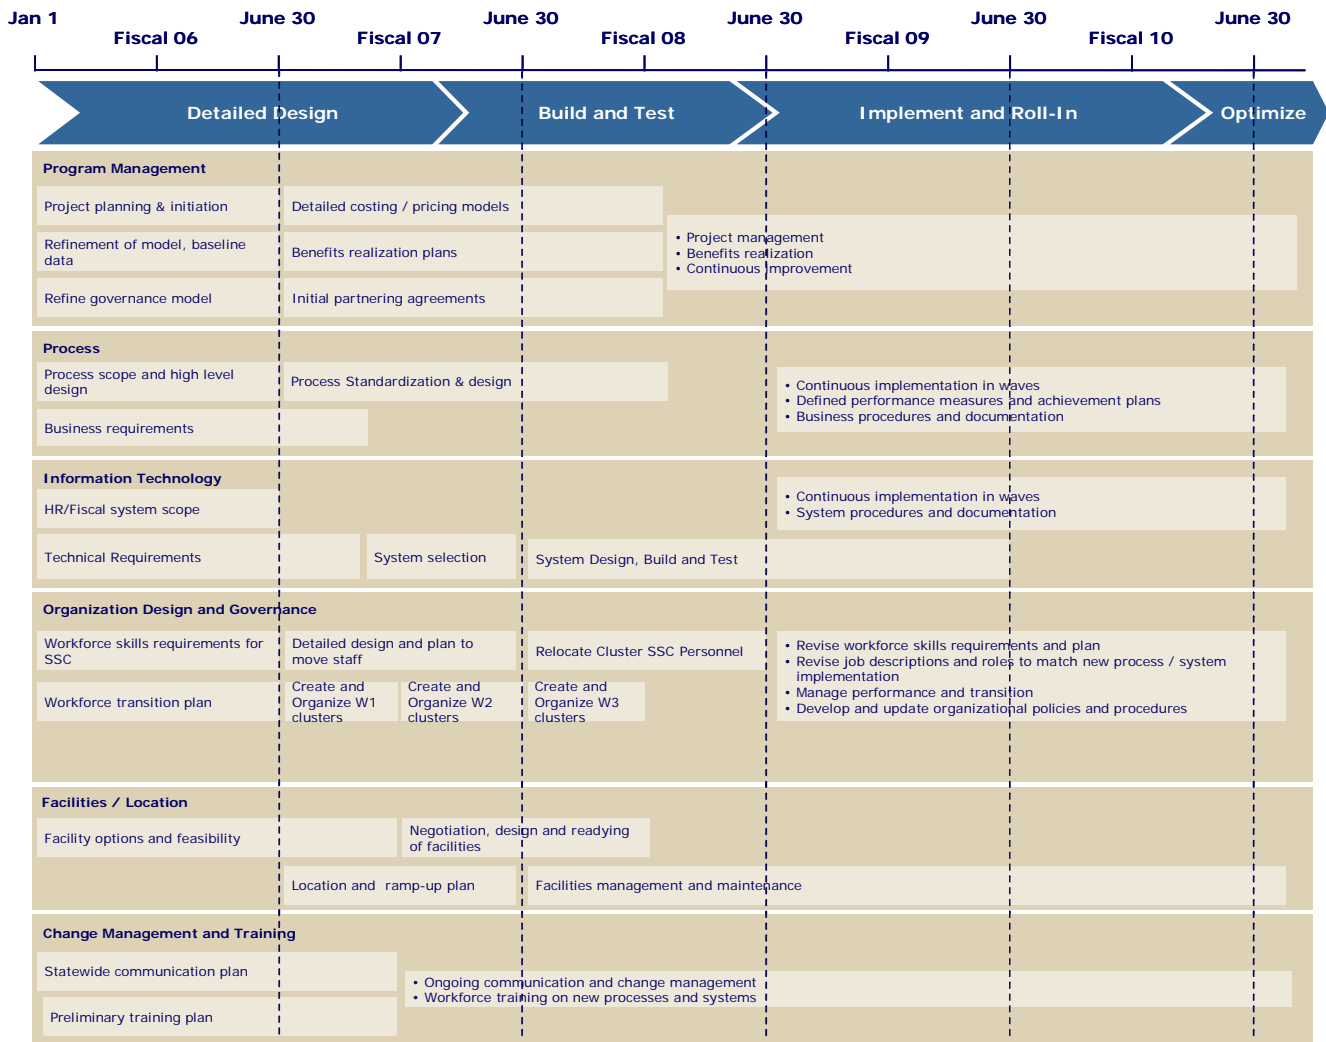 Jan 1
June 30
June 30
June 30
June 30
June 30
Fiscal 06
Fiscal 07
Fiscal 08
Fiscal 09
Fiscal 10
Detailed Design
Build and Test
Implement and Roll-In
Optimize
Program Management
Project planning & initiation
Detailed costing / pricing models
Refinement of model, baseline
data
Benefits realization plans
Refine governance model
Initial partnering agreements
• Project management
• Benefits realization
• Continuous improvement
Process
Process scope and high level
design
Process Standardization & design
Business requirements
• Continuous implementation in waves
• Defined performance measures and achievement plans
• Business procedures and documentation
Information Technology
HR/Fiscal system scope
• Continuous implementation in waves
• System procedures and documentation
Technical Requirements
System selection
System Design, Build and Test
Organization Design and Governance
Workforce skills requirements for
SSC
Detailed design and plan to
move staff
Relocate Cluster SSC Personnel
Workforce transition plan
Create and
Organize W1
clusters
Create and
Organize W2
clusters
Create and
Organize W3
clusters
• Revise workforce skills requirements and plan
• Revise job descriptions and roles to match new process / system
implementation
• Manage performance and transition
• Develop and update organizational policies and procedures
Facilities / Location
Facility options and feasibility
Negotiation, design and readying
of facilities
Location and ramp-up plan
Facilities management and maintenance
Change Management and Training
Statewide communication plan
Preliminary training plan
• Ongoing communication and change management
• Workforce training on new processes and systems